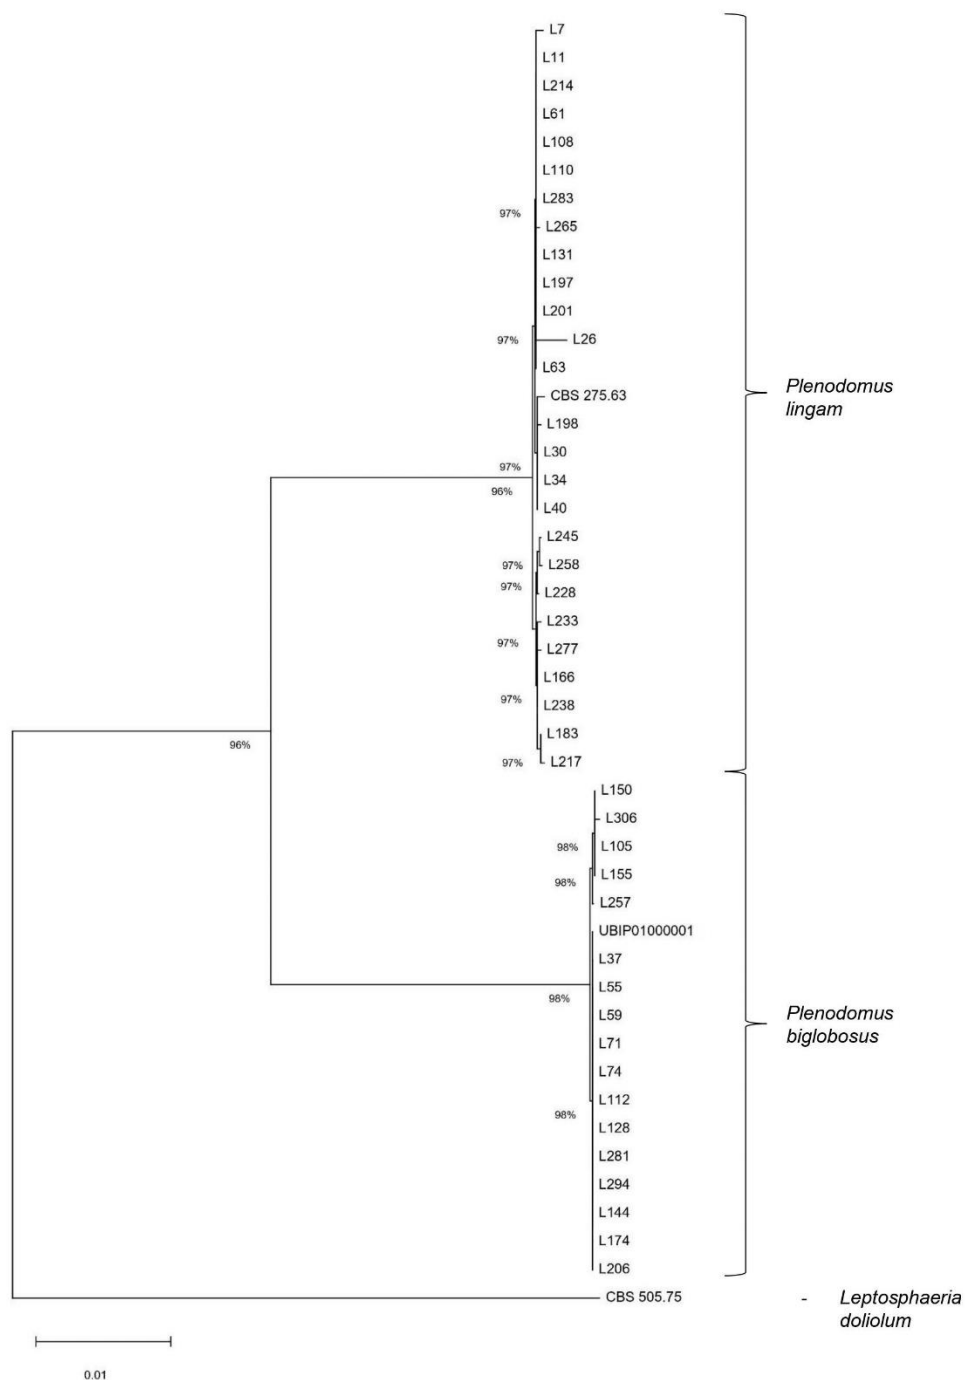 L7
L11
L214
L61
L108
L110
L283
97%
L265
L131
L197
L201
97%
L26
L63
Plenodomus
lingam
CBS 275.63
L198
L30
97%
L34
96%
L40
L245
97%
L258
97%
L228
L233
97%
L277
L166
97%
L238
L183
96%
97%
L217
L150
L306
98%
L105
L155
98%
L257
UBIP01000001
L37
L55
98%
Plenodomus
biglobosus
L59
L71
L74
L112
98%
L128
L281
L294
L144
L174
L206
CBS 505.75
- Leptosphaeria
doliolum
0.01